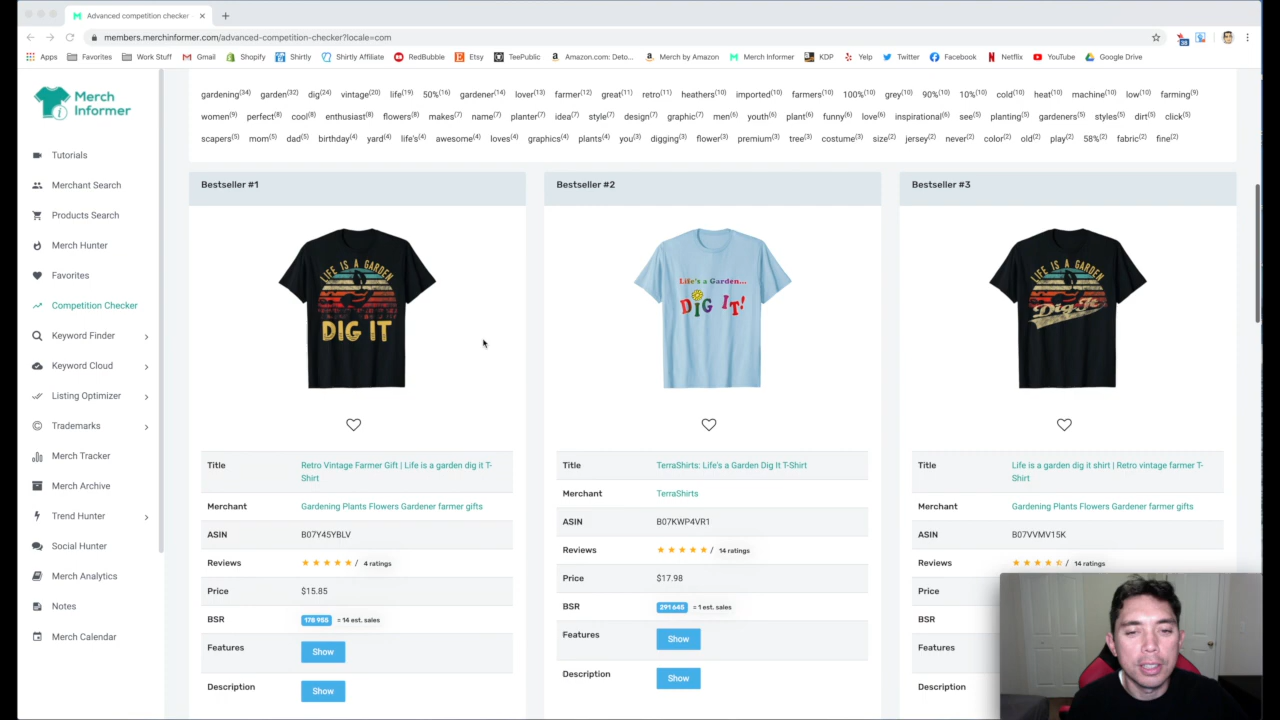 Advanced competition checker
members.merchinformer.com/advanced-competition-checker?locale=com
Apps Favorites Work Stuff Gmail Shopify Shirtly Shirtly Affiliate RedBubble Etsy TeePublic Amazon.com: Deto... Merch by Amazon Merch Informer KDP Yelp Twitter Facebook Netflix YouTube Google Drive
Merch
Informer
Tutorials
Merchant Search
Products Search
Merch Hunter
Favorites
Competition Checker
Keyword Finder
Keyword Cloud
Listing Optimizer
Trademarks
Merch Tracker
Merch Archive
Trend Hunter
Social Hunter
Merch Analytics
Notes
Merch Calendar
gardening(34) garden(32) dig(24) vintage(20) life(19) 50%(16) gardener(14) lover(13) farmer(12) great(11) retro(11) heathers(10) imported(10) farmers(10) 100%(10) grey(10) 90%(10) 10%(10) cold(10) heat(10) machine(10) low(10) farming(9)
women(9) perfect(8) cool(8) enthusiast(8) flowers(8) makes(7) name(7) planter(7) idea(7) style(7) design(7) graphic(7) men(6) youth(6) plant(6) funny(6) love(6) inspirational(6) see(5) planting(5) gardeners(5) styles(5) dirt(5) click(5)
scapers(5) mom(5) dad(5) birthday(4) yard(4) life's(4) awesome(4) loves(4) graphics(4) plants(4) you(3) digging(3) flower(3) premium(3) tree(3) costume(3) size(2) jersey(2) never(2) color(2) old(2) play(2) 58%(2) fabric(2) fine(2)
Bestseller #1
LIFE IS A GARDEN
DIG IT
Title Retro Vintage Farmer Gift | Life is a garden dig it T-
Shirt
Merchant Gardening Plants Flowers Gardener farmer gifts
ASIN B07Y45YBLV
Reviews / 4 ratings
Price $15.85
BSR 178 955 = 14 est. sales
Features Show
Description Show
Bestseller #2
Life's a Garden...
DIG IT!
Title TerraShirts: Life's a Garden Dig It T-Shirt
Merchant TerraShirts
ASIN B07KWP4VR1
Reviews / 14 ratings
Price $17.98
BSR 291 645 = 1 est. sales
Features Show
Description Show
Bestseller #3
LIFE IS A GARDEN
Dig It
Title Life is a garden dig it shirt | Retro vintage farmer T-
Shirt
Merchant Gardening Plants Flowers Gardener farmer gifts
ASIN B07VVMV15K
Reviews / 14 ratings
Price
BSR
Features
Description